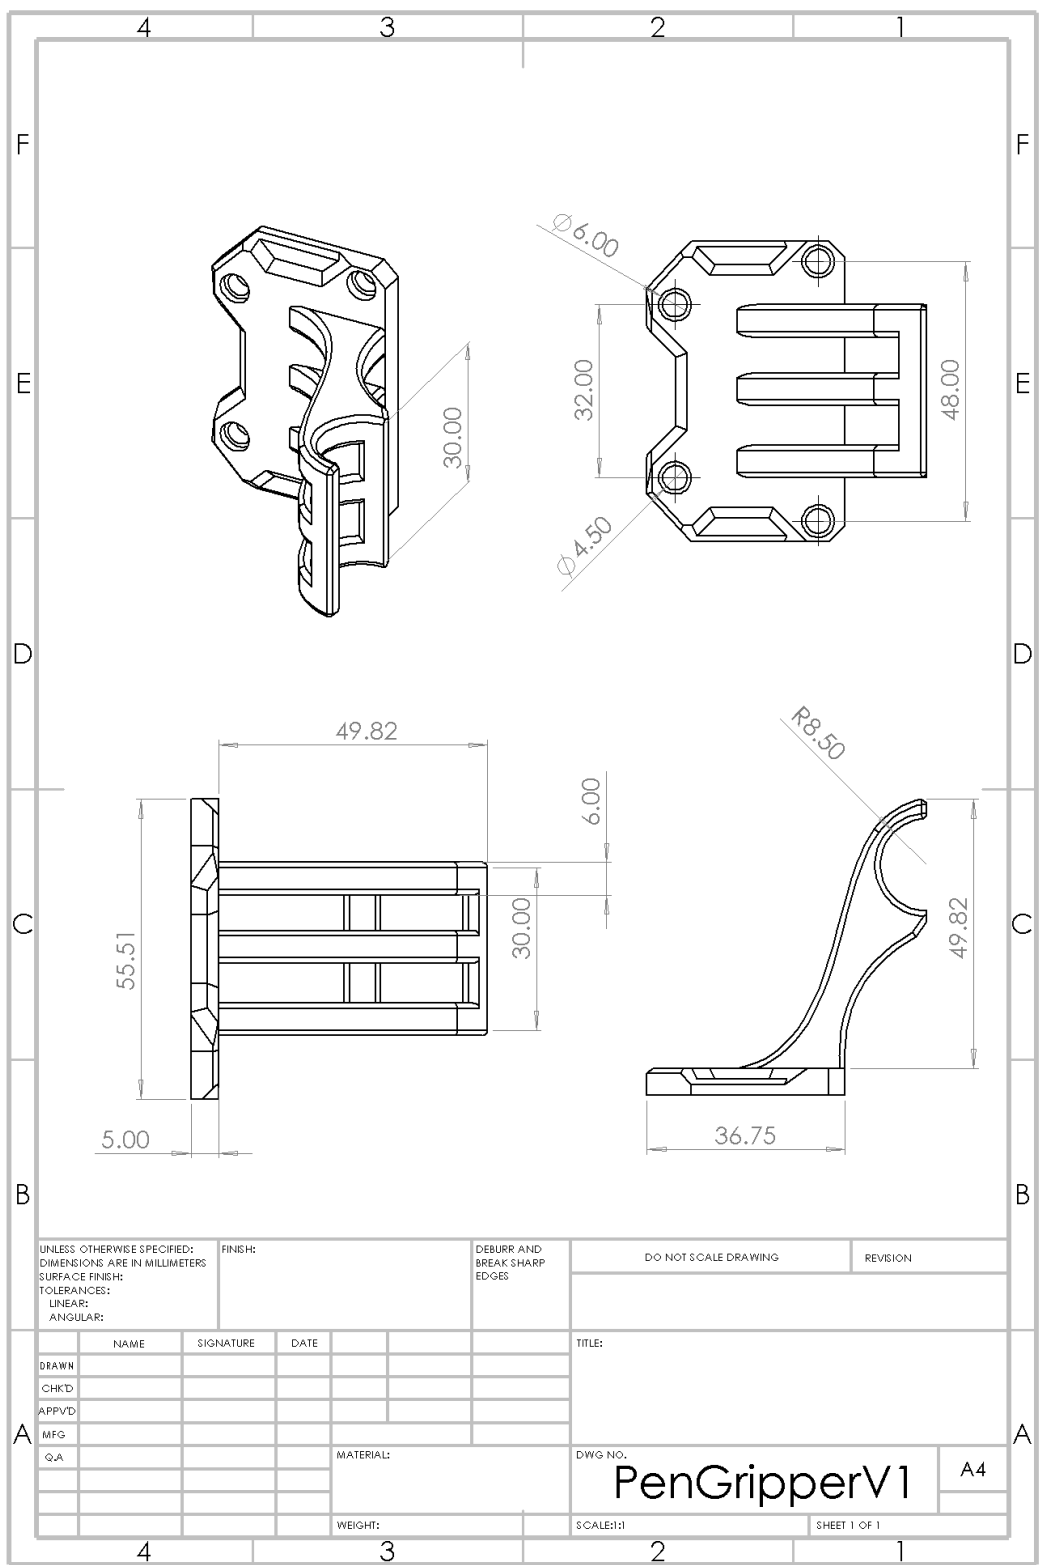 4 3 2 1
F F
Ø6.00
E E
32.00
48.00
30.00
Ø4.50
D D
R8.50
49.82
6.00
C C
55.51
30.00
49.82
5.00
36.75
B B
UNLESS OTHERWISE SPECIFIED:
DIMENSIONS ARE IN MILLIMETERS
SURFACE FINISH:
TOLERANCES:
LINEAR:
ANGULAR:
FINISH:
DEBURR AND
BREAK SHARP
EDGES
DO NOT SCALE DRAWING
REVISION
NAME SIGNATURE DATE
TITLE:
DRAWN
CHK'D
APPV'D
MFG
Q.A
A A
MATERIAL:
DWG NO.
PenGripperV1
A4
WEIGHT:
SCALE:1:1
SHEET 1 OF 1
4 3 2 1